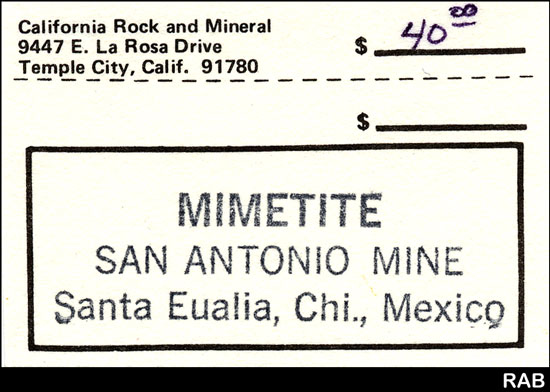 California Rock and Mineral
9447 E. La Rosa Drive
Temple City, Calif. 91780
$ 40 00
$
MIMETITE
SAN ANTONIO MINE
Santa Eualia, Chi., Mexico
RAB